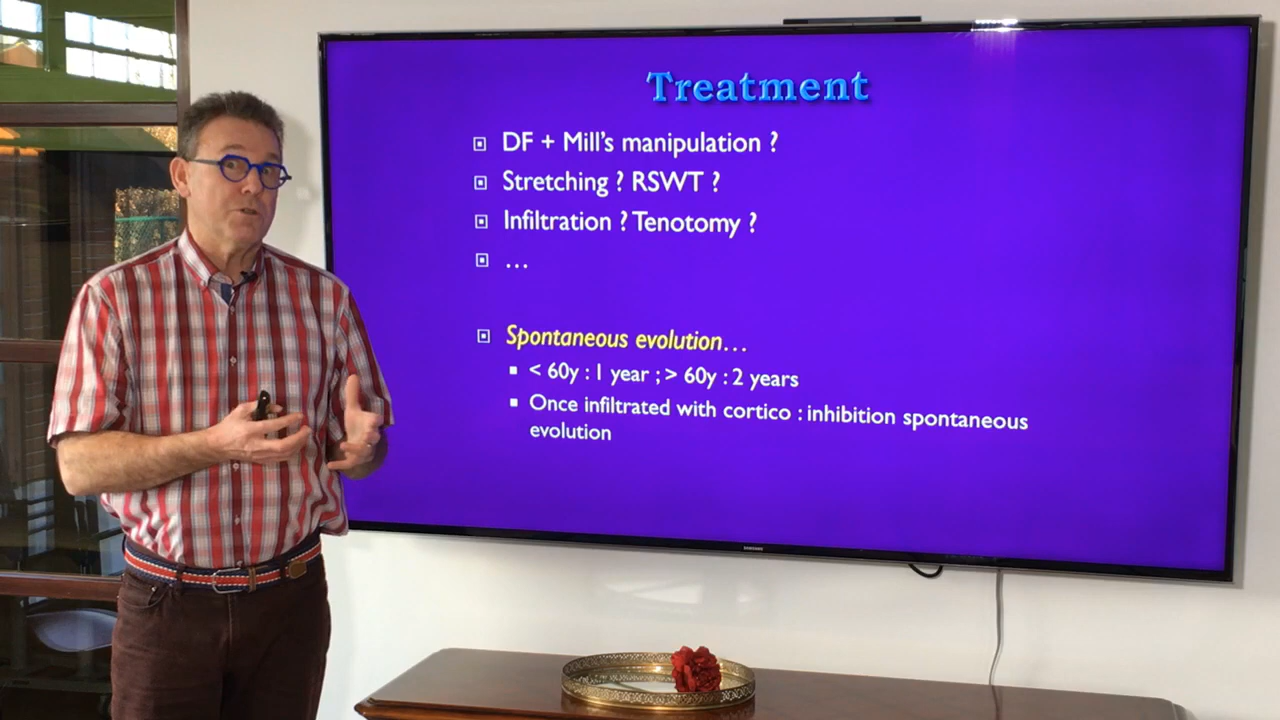 Treatment
DF + Mill's manipulation ?
Stretching ? RSWT ?
Infiltration ? Tenotomy ?
...
Spontaneous evolution...
< 60y : 1 year ; > 60y : 2 years
Once infiltrated with cortico : inhibition spontaneous
evolution
SAMSUNG